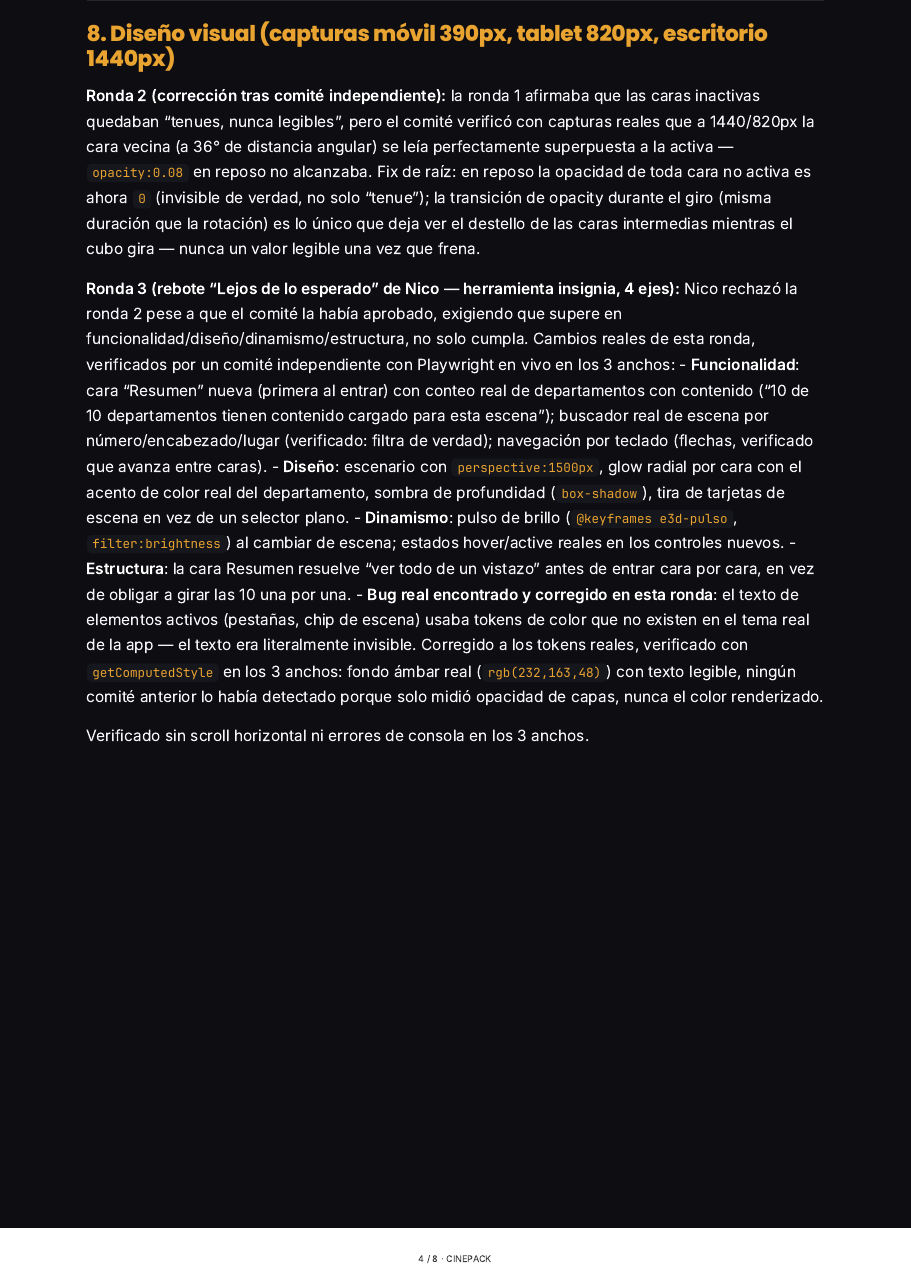 8. Diseño visual (capturas móvil 390px, tablet 820px, escritorio
1440px)
Ronda 2 (corrección tras comité independiente): la ronda 1 afirmaba que las caras inactivas
quedaban “tenues, nunca legibles”, pero el comité verificó con capturas reales que a 1440/820px la
cara vecina (a 36° de distancia angular) se leía perfectamente superpuesta a la activa —
opacity:0.08 en reposo no alcanzaba. Fix de raíz: en reposo la opacidad de toda cara no activa es
ahora 0 (invisible de verdad, no solo “tenue”); la transición de opacity durante el giro (misma
duración que la rotación) es lo único que deja ver el destello de las caras intermedias mientras el
cubo gira — nunca un valor legible una vez que frena.
Ronda 3 (rebote “Lejos de lo esperado” de Nico — herramienta insignia, 4 ejes): Nico rechazó la
ronda 2 pese a que el comité la había aprobado, exigiendo que supere en
funcionalidad/diseño/dinamismo/estructura, no solo cumpla. Cambios reales de esta ronda,
verificados por un comité independiente con Playwright en vivo en los 3 anchos: - Funcionalidad:
cara “Resumen” nueva (primera al entrar) con conteo real de departamentos con contenido (“10 de
10 departamentos tienen contenido cargado para esta escena”); buscador real de escena por
número/encabezado/lugar (verificado: filtra de verdad); navegación por teclado (flechas, verificado
que avanza entre caras). - Diseño: escenario con perspective:1500px, glow radial por cara con el
acento de color real del departamento, sombra de profundidad (box-shadow), tira de tarjetas de
escena en vez de un selector plano. - Dinamismo: pulso de brillo (@keyframes e3d-pulso,
filter:brightness) al cambiar de escena; estados hover/active reales en los controles nuevos. -
Estructura: la cara Resumen resuelve “ver todo de un vistazo” antes de entrar cara por cara, en vez
de obligar a girar las 10 una por una. - Bug real encontrado y corregido en esta ronda: el texto de
elementos activos (pestañas, chip de escena) usaba tokens de color que no existen en el tema real
de la app — el texto era literalmente invisible. Corregido a los tokens reales, verificado con
getComputedStyle en los 3 anchos: fondo ámbar real (rgb(232,163,48)) con texto legible, ningún
comité anterior lo había detectado porque solo midió opacidad de capas, nunca el color renderizado.
Verificado sin scroll horizontal ni errores de consola en los 3 anchos.
4 / 8 · CINEPACK